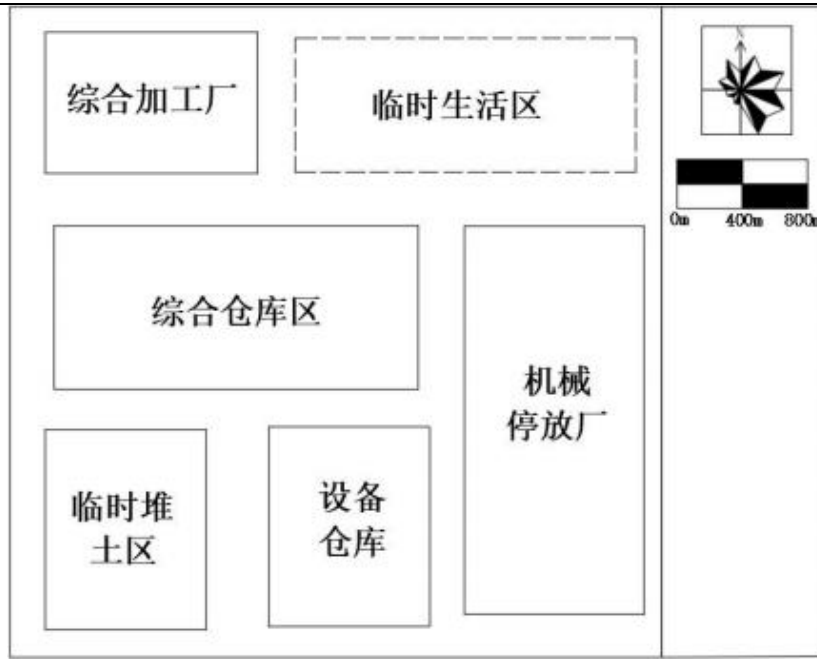 综合加工厂
临时生活区
N
0m 400m 800m
综合仓库区
机械
停放厂
临时堆
土区
设备
仓库